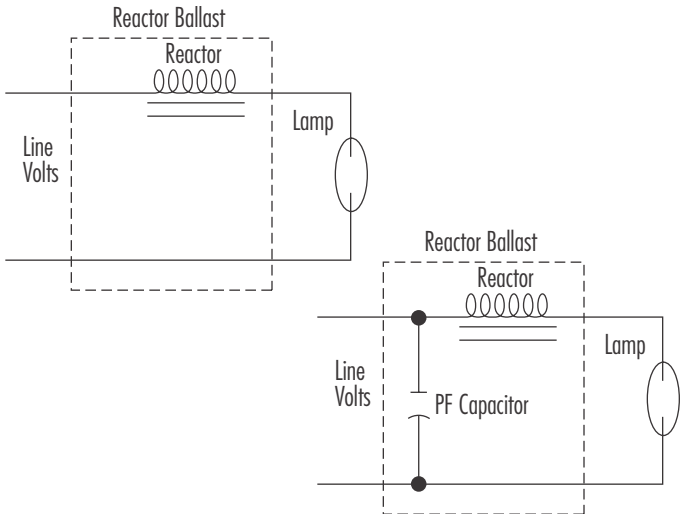 Reactor Ballast
Reactor
Lamp
Line
Volts
Reactor Ballast
Reactor
Lamp
Line
Volts
PF Capacitor